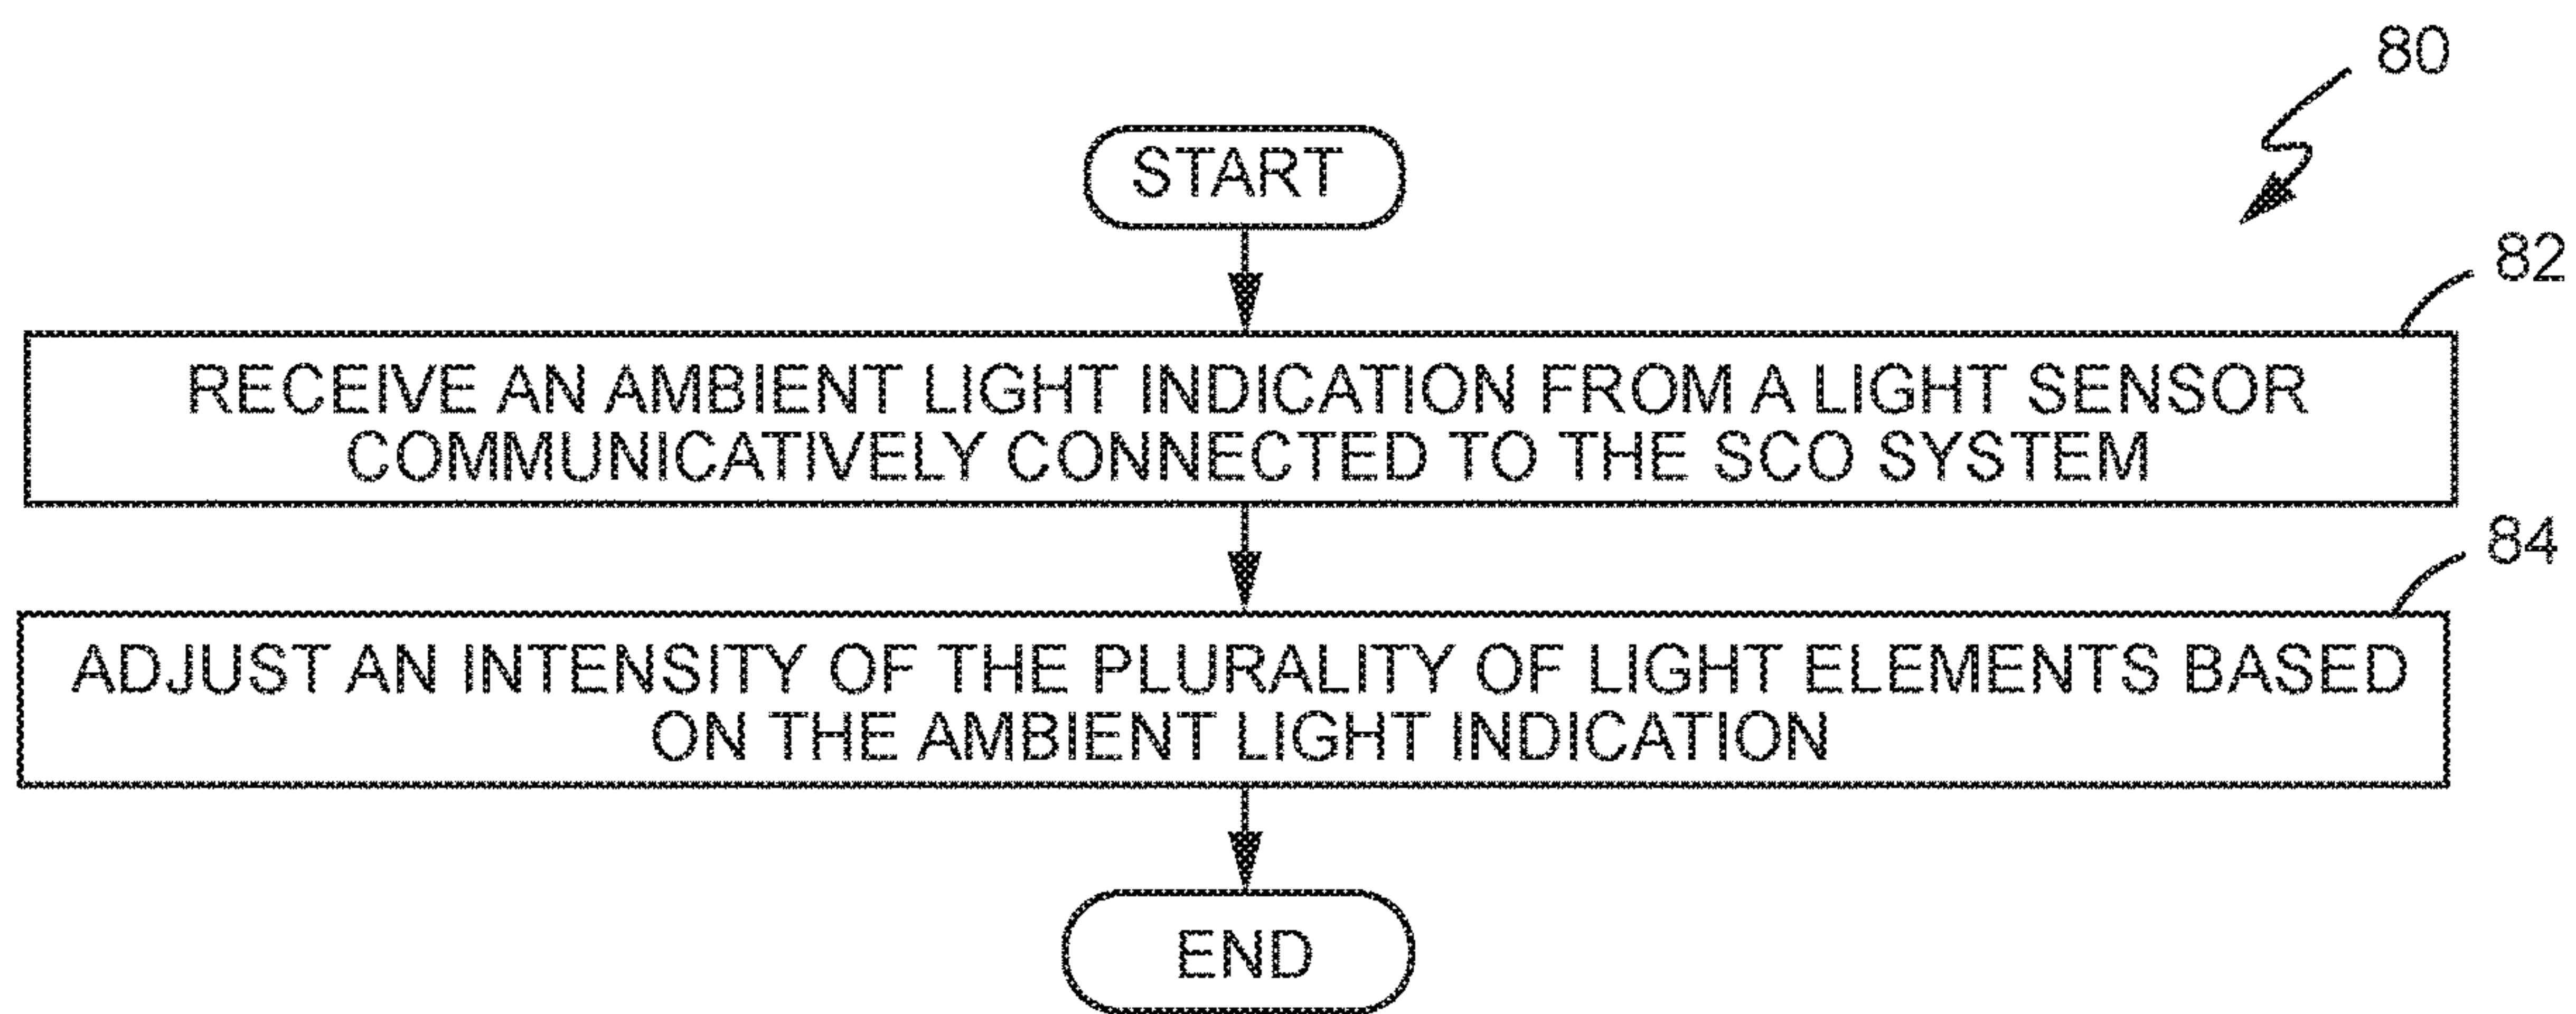 80
START
82
RECEIVE AN AMBIENT LIGHT INDICATION FROM A LIGHT SENSOR
COMMUNICATIVELY CONNECTED TO THE SCO SYSTEM
84
ADJUST AN INTENSITY OF THE PLURALITY OF LIGHT ELEMENTS BASED
ON THE AMBIENT LIGHT INDICATION
END